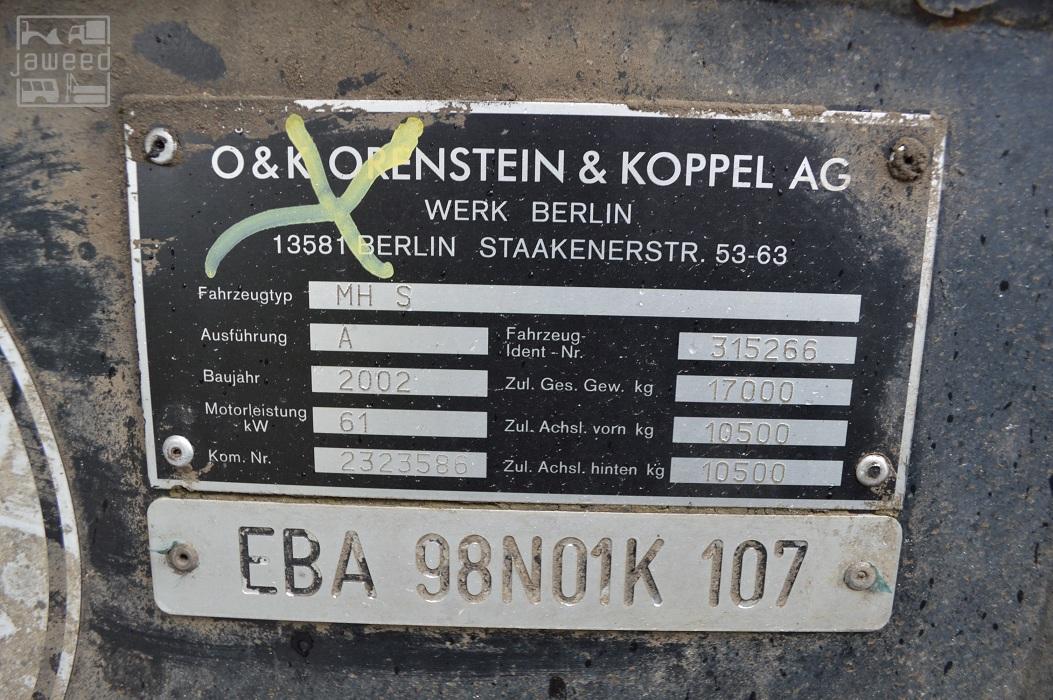 jaweed
O & K ORENSTEIN & KOPPEL AG
WERK BERLIN
13581 BERLIN STAAKENERSTR. 53-63
Fahrzeugtyp MH S
Ausführung A Fahrzeug-
Ident-Nr. 315266
Baujahr 2002 Zul. Ges. Gew. kg 17000
Motorleistung
kW 61 Zul. Achsl. vorn kg 10500
Kom. Nr. 2323586 Zul. Achsl. hinten kg 10500
EBA 98N01K 107